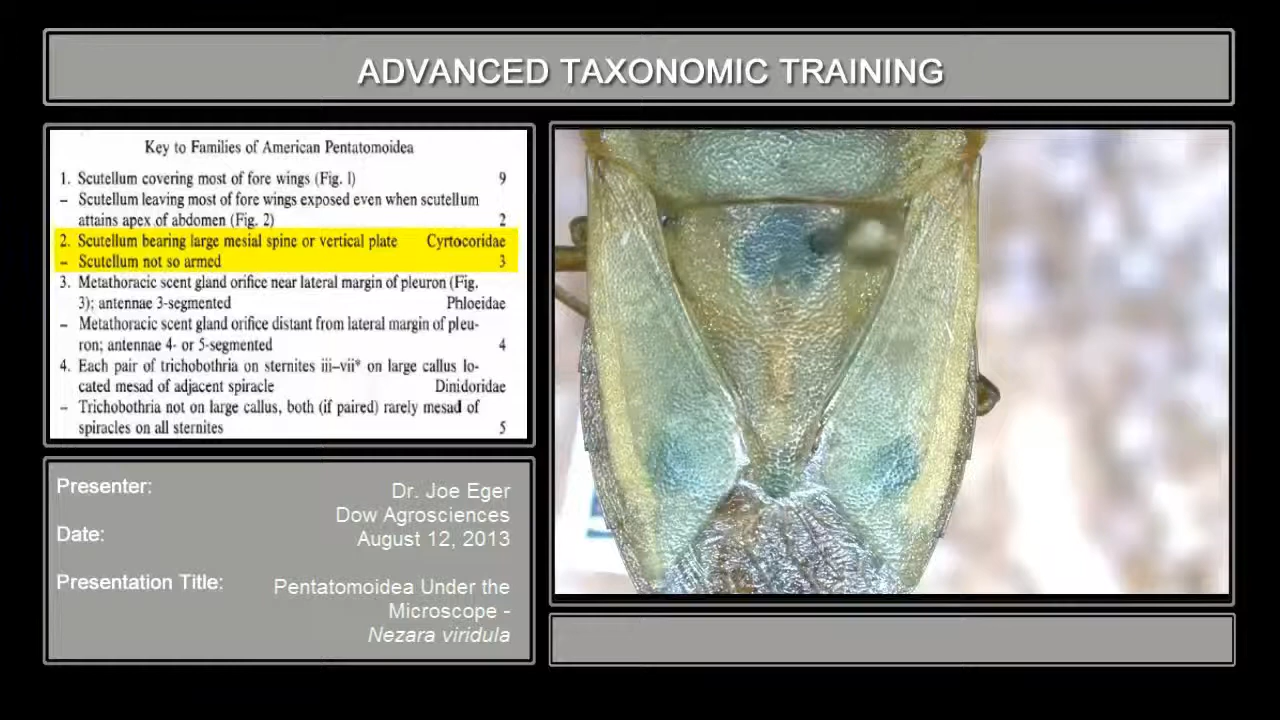 ADVANCED TAXONOMIC TRAINING
Key to Families of American Pentatomoidea
1. Scutellum covering most of fore wings (Fig. 1) 9
– Scutellum leaving most of fore wings exposed even when scutellum
attains apex of abdomen (Fig. 2) 2
2. Scutellum bearing large mesial spine or vertical plate Cyrtocoridae
– Scutellum not so armed 3
3. Metathoracic scent gland orifice near lateral margin of pleuron (Fig.
3); antennae 3-segmented Phloeidae
– Metathoracic scent gland orifice distant from lateral margin of pleu-
ron; antennae 4- or 5-segmented 4
4. Each pair of trichobothria on sternites iii–vii* on large callus lo-
cated mesad of adjacent spiracle Dinidoridae
– Trichobothria not on large callus, both (if paired) rarely mesad of
spiracles on all sternites 5
Presenter: Dr. Joe Eger
Dow Agrosciences
Date: August 12, 2013
Presentation Title: Pentatomoidea Under the
Microscope -
Nezara viridula